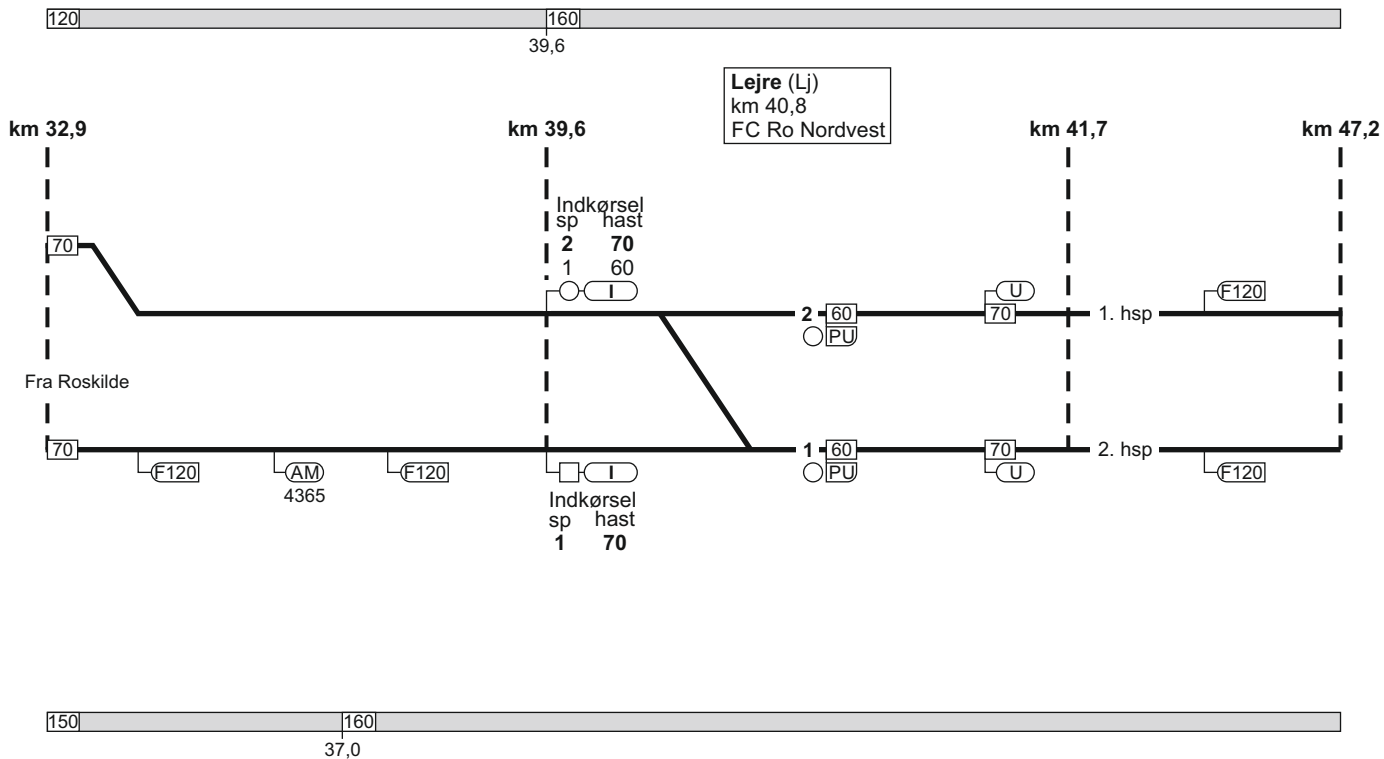 120
160
39,6
Lejre (Lj)
km 40,8
FC Ro Nordvest
km 32,9
km 39,6
km 41,7
km 47,2
Indkørsel
sp hast
2 70
1 60
70
I
U
F120
2
60
70
1. hsp
PU
Fra Roskilde
70
1
60
70
2. hsp
F120
AM
F120
I
PU
U
F120
4365
Indkørsel
sp hast
1 70
150
160
37,0